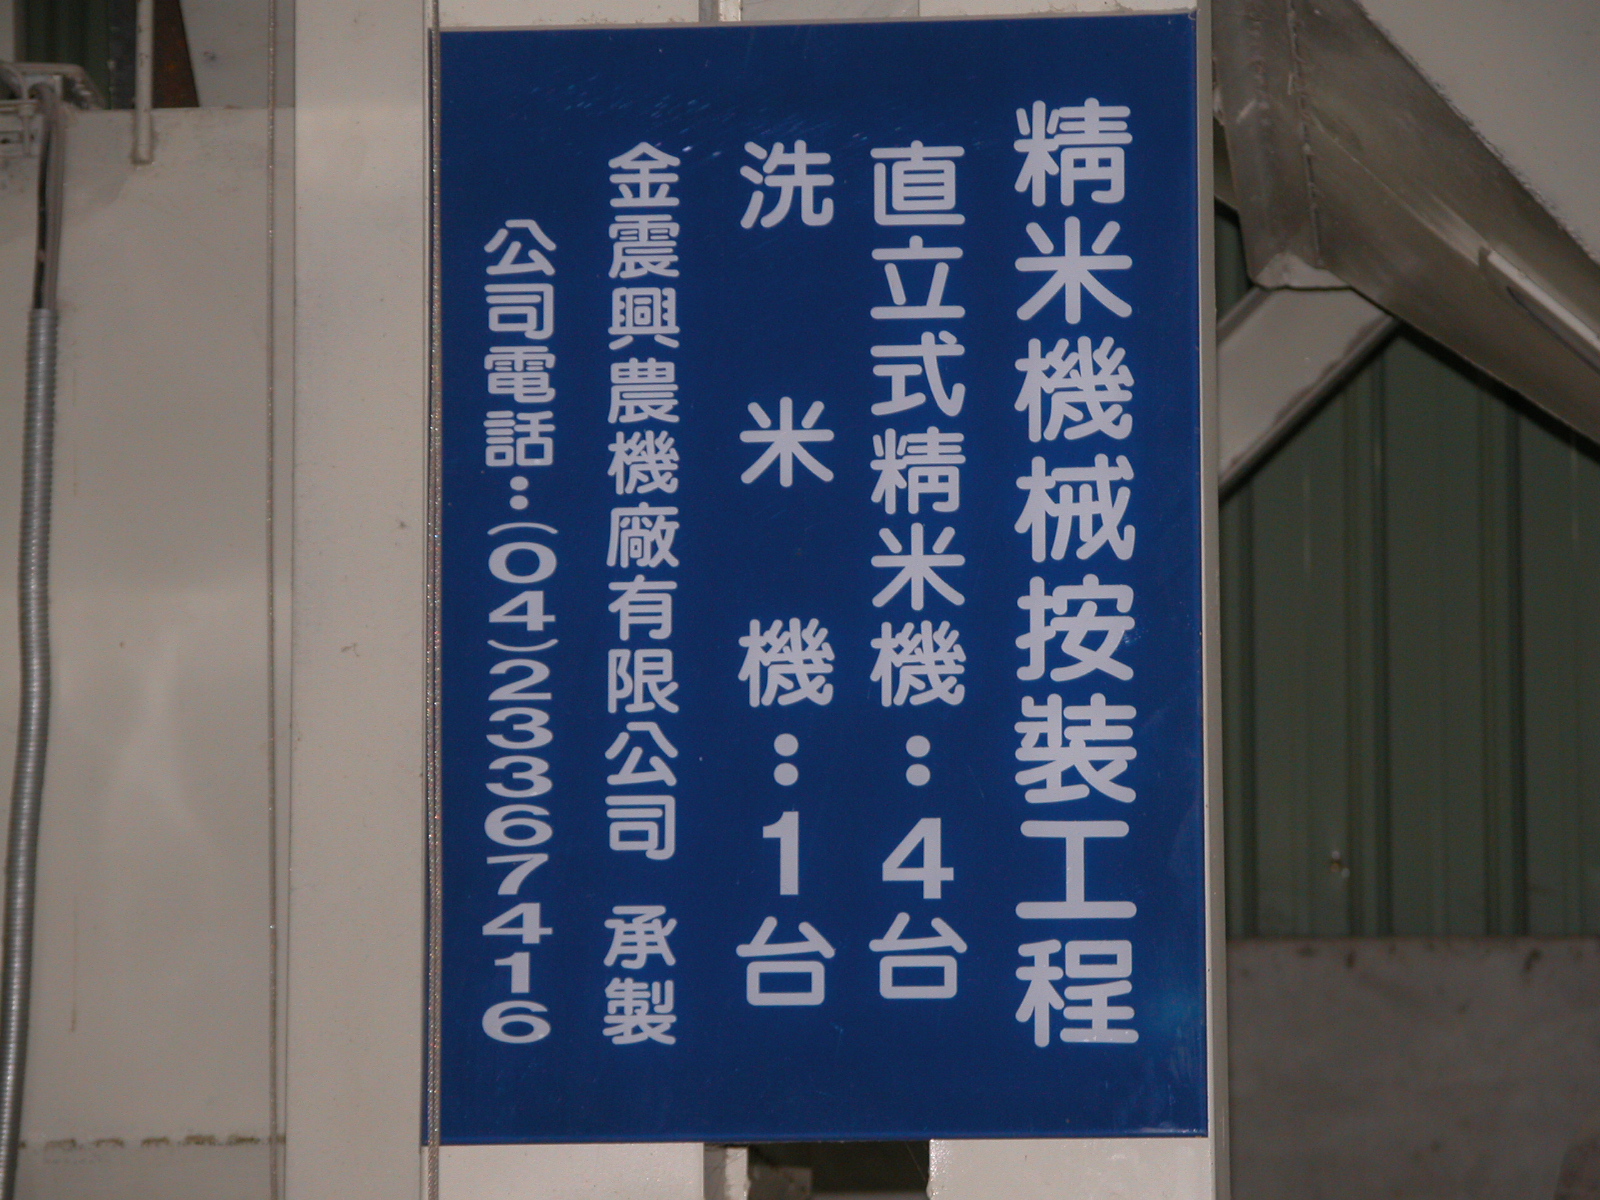 精米機械按裝工程
直立式精米機：4台
洗米機：1台
金震興農機廠有限公司 承製
公司電話：(04)23367416